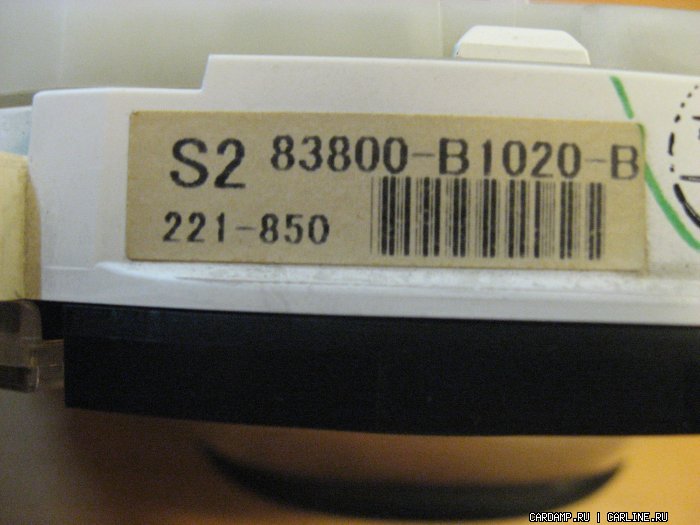 S2 83800-B1020-B
221-850
CARDAMP.RU | CARLINE.RU